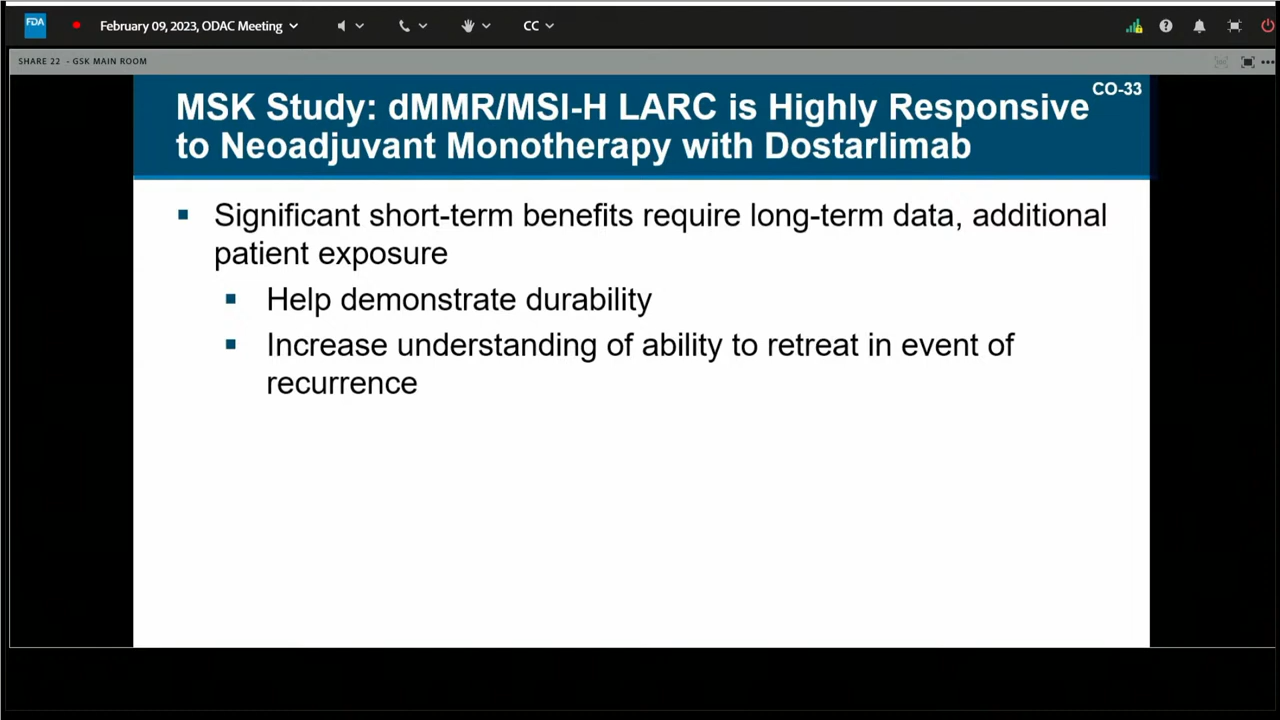 FDA
February 09, 2023, ODAC Meeting
CC
SHARE 22 - GSK MAIN ROOM
CO-33
MSK Study: dMMR/MSI-H LARC is Highly Responsive
to Neoadjuvant Monotherapy with Dostarlimab
Significant short-term benefits require long-term data, additional
patient exposure
Help demonstrate durability
Increase understanding of ability to retreat in event of
recurrence